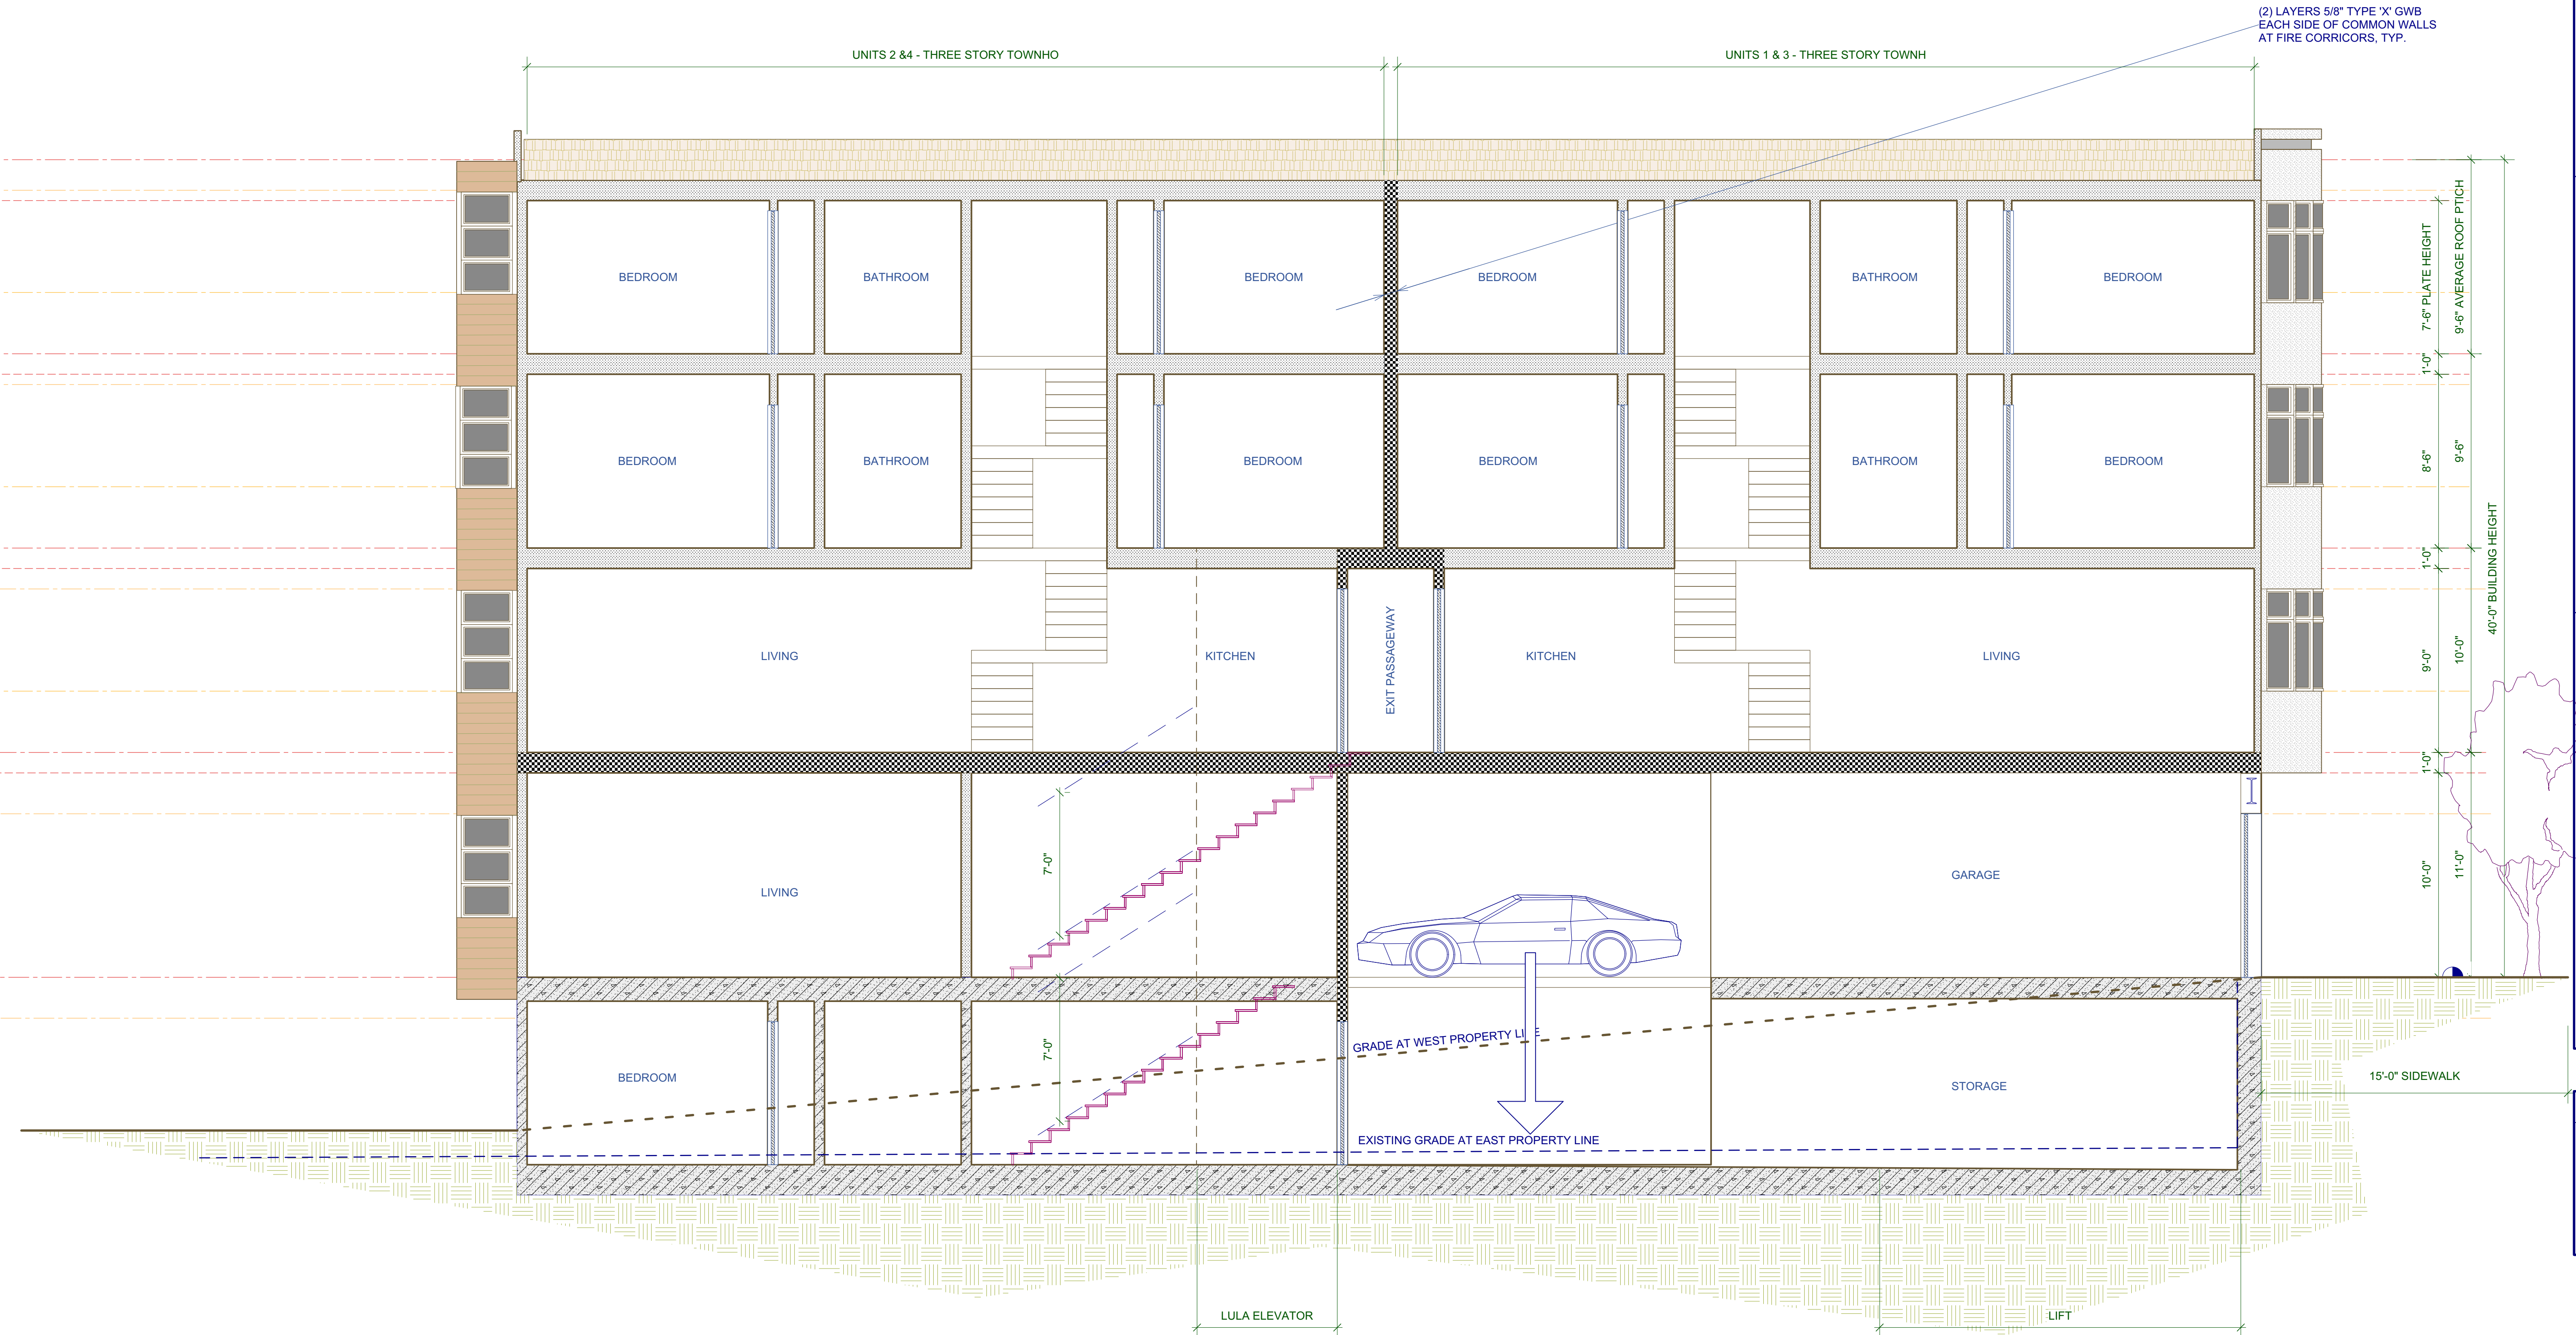 (2) LAYERS 5/8" TYPE 'X' GWB
EACH SIDE OF COMMON WALLS
AT FIRE CORRICORS, TYP.
UNITS 2 &4 - THREE STORY TOWNHO
UNITS 1 & 3 - THREE STORY TOWNH
BEDROOM
BATHROOM
BEDROOM
BEDROOM
BATHROOM
BEDROOM
7'-6" PLATE HEIGHT
9'-6" AVERAGE ROOF PTICH
1'-0"
BEDROOM
BATHROOM
BEDROOM
BEDROOM
BATHROOM
BEDROOM
8'-6"
9'-6"
1'-0"
40'-0" BUILDING HEIGHT
LIVING
KITCHEN
EXIT PASSAGEWAY
KITCHEN
LIVING
9'-0"
10'-0"
1'-0"
LIVING
7'-0"
GARAGE
10'-0"
11'-0"
BEDROOM
7'-0"
GRADE AT WEST PROPERTY LINE
STORAGE
15'-0" SIDEWALK
EXISTING GRADE AT EAST PROPERTY LINE
LULA ELEVATOR
LIFT